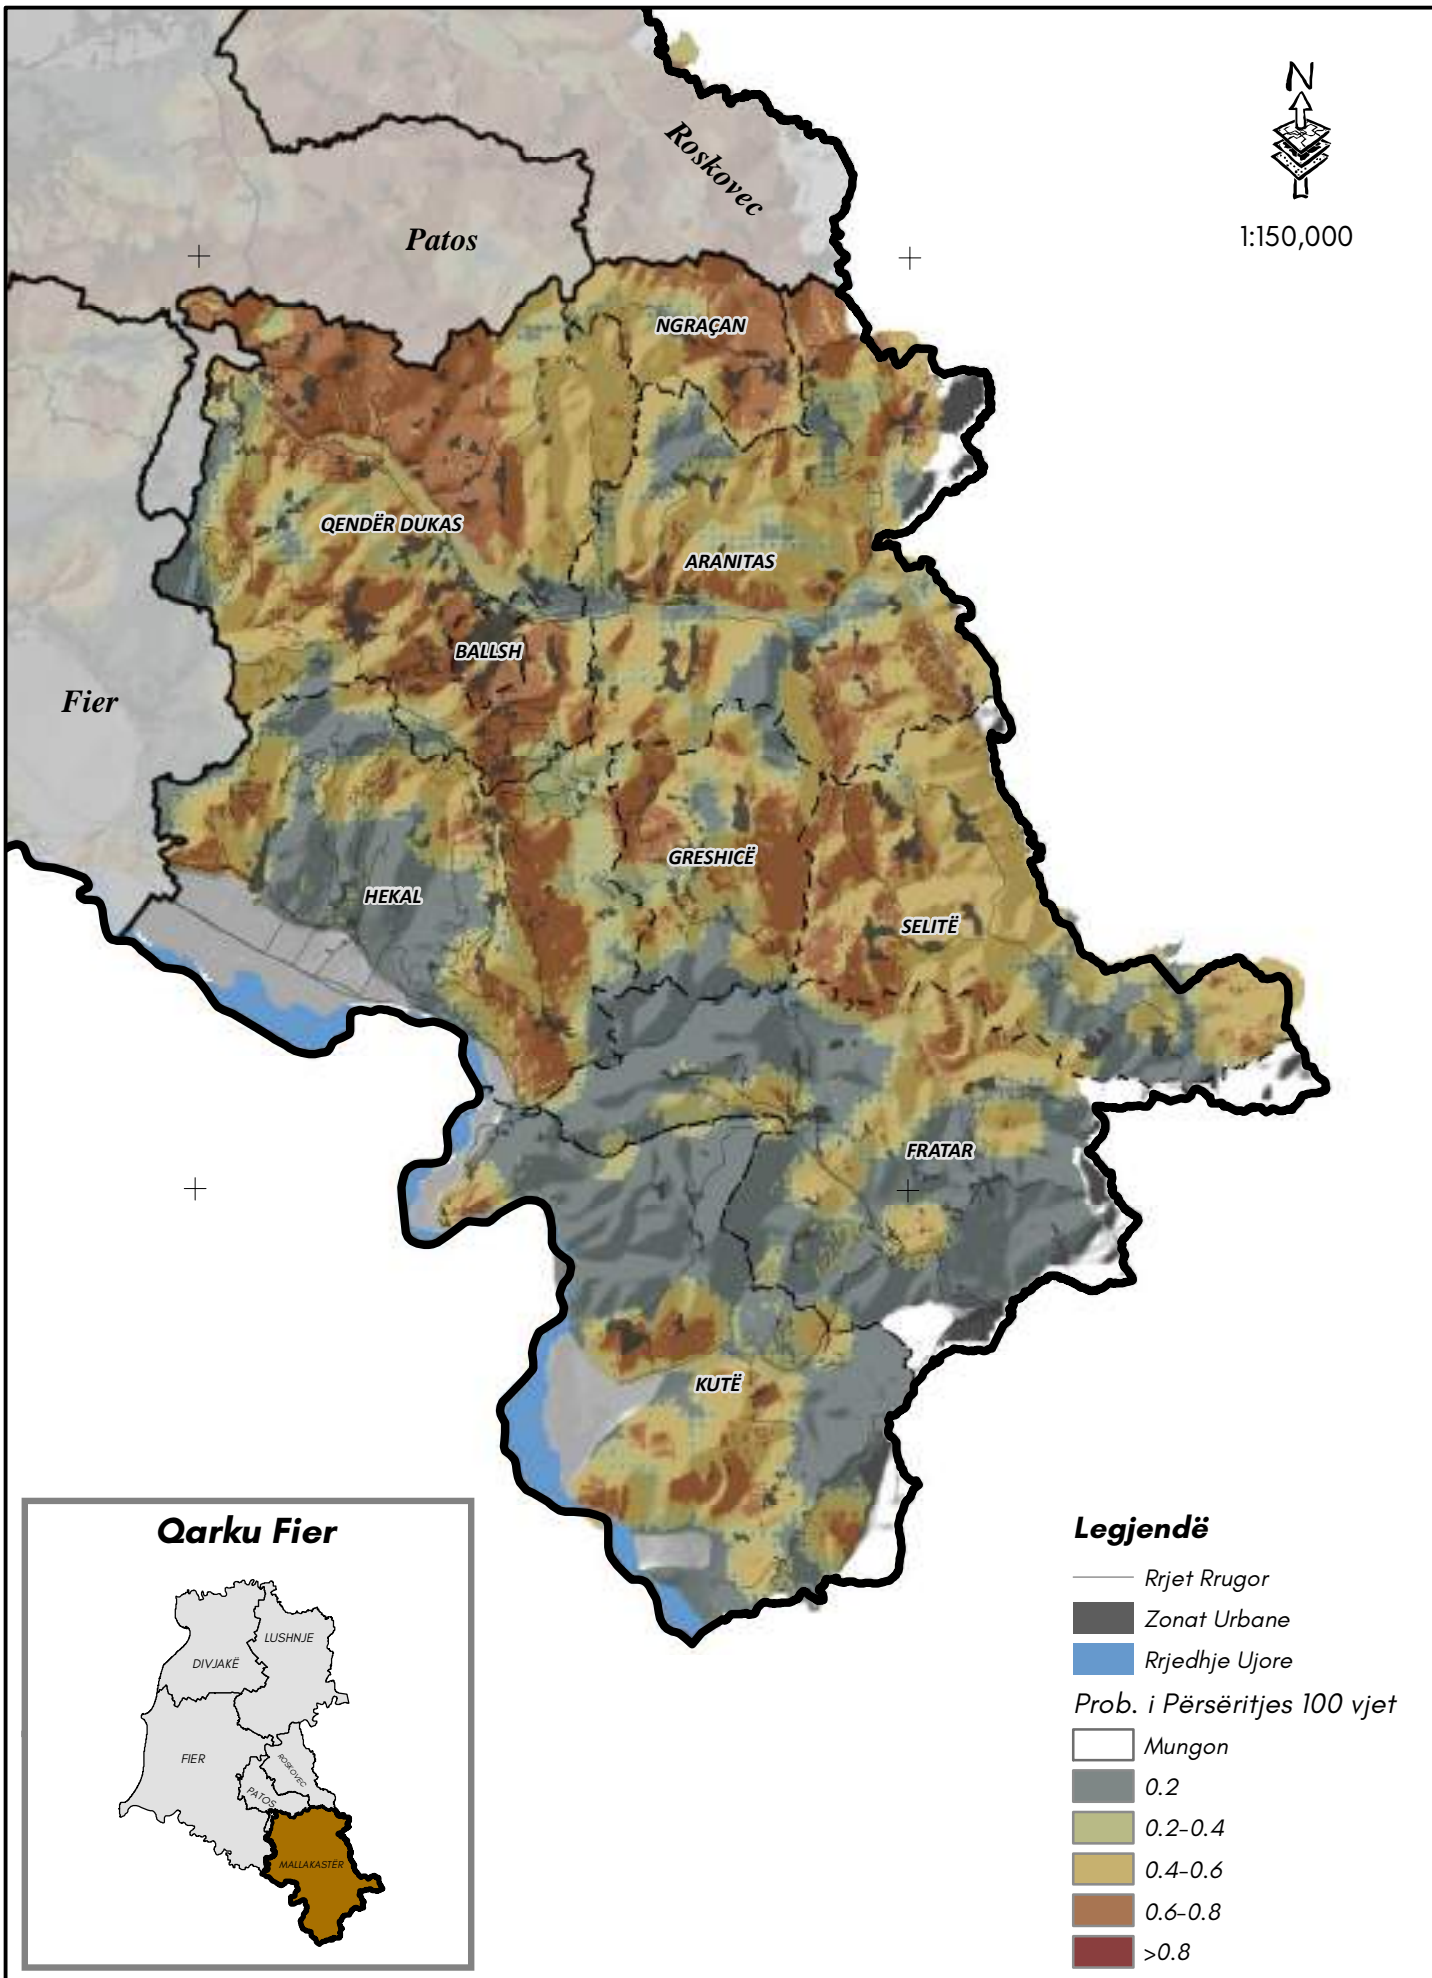 N
1:150,000
Roskovec
Patos
NGRAÇAN
QENDËR DUKAS
ARANITAS
BALLSH
Fier
GRESHICË
HEKAL
SELITË
FRATAR
KUTË
Qarku Fier
LUSHNJE
DIVJAKË
FIER
ROSKOVEC
PATOS
MALLAKASTËR
Legjendë
Rrjet Rrugor
Zonat Urbane
Rrjedhje Ujore
Prob. i Përsëritjes 100 vjet
Mungon
0.2
0.2-0.4
0.4-0.6
0.6-0.8
>0.8